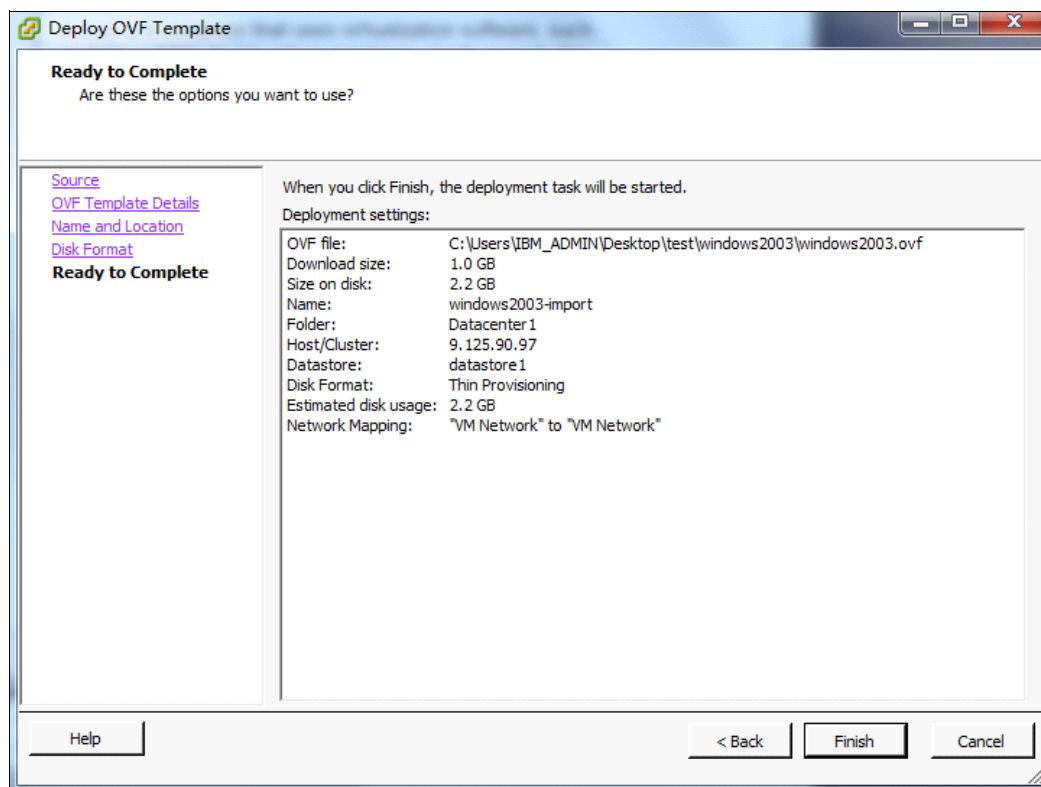 Deploy OVF Template
Ready to Complete
Are these the options you want to use?
Source
OVF Template Details
Name and Location
Disk Format
Ready to Complete
When you click Finish, the deployment task will be started.
Deployment settings:
OVF file: C:\Users\IBM_ADMIN\Desktop\test\windows2003\windows2003.ovf
Download size: 1.0 GB
Size on disk: 2.2 GB
Name: windows2003-import
Folder: Datacenter1
Host/Cluster: 9.125.90.97
Datastore: datastore1
Disk Format: Thin Provisioning
Estimated disk usage: 2.2 GB
Network Mapping: "VM Network" to "VM Network"
Help
< Back
Finish
Cancel